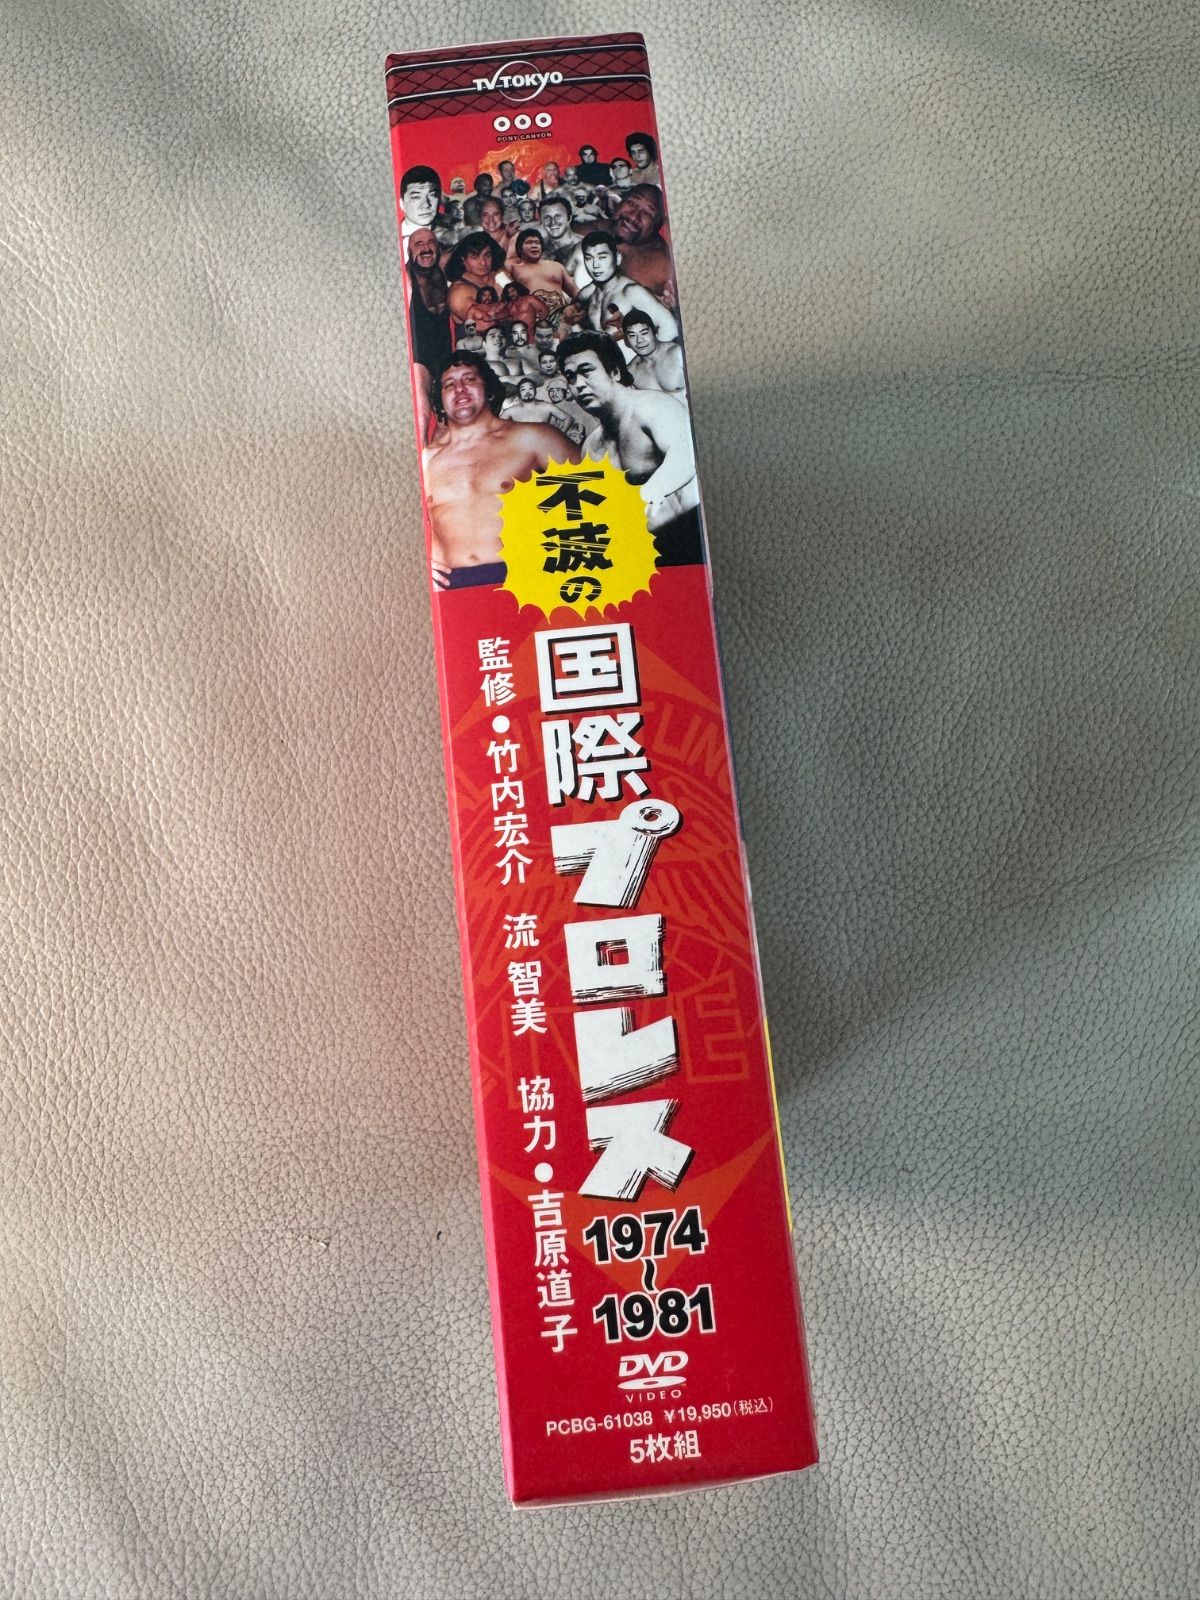 TV TOKYO
PONY CANYON
不滅の
国際プロレス
1974〜1981
監修●竹内宏介 流智美 協力●吉原道子
DVD
VIDEO
PCBG-61038 ¥19,950(税込)
5枚組